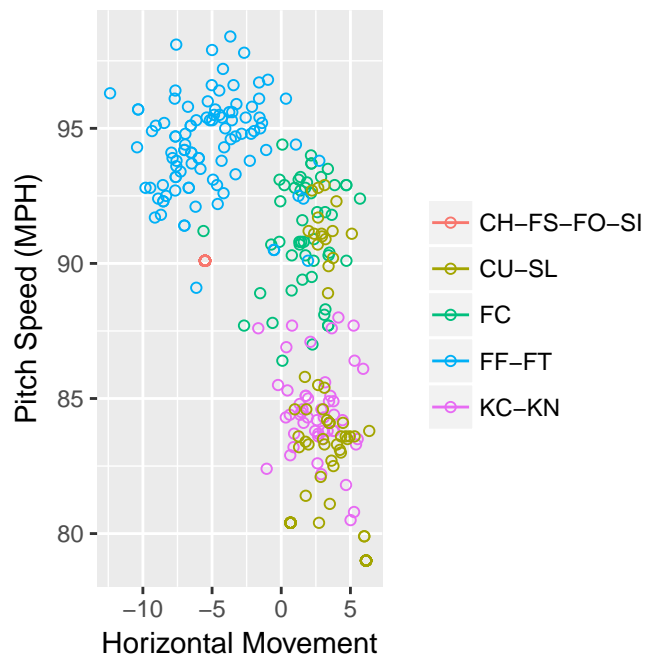 95
90
85
80
Pitch Speed (MPH)
−10
−5
0
5
Horizontal Movement
CH−FS−FO−SI
CU−SL
FC
FF−FT
KC−KN